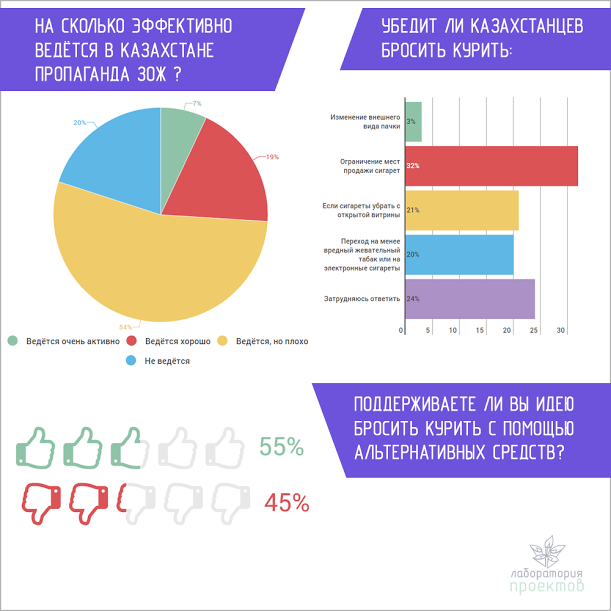 НА СКОЛЬКО ЭФФЕКТИВНО
ВЕДЁТСЯ В КАЗАХСТАНЕ
ПРОПАГАНДА ЗОЖ ?
7%
19%
54%
20%
Ведётся очень активно
Ведётся хорошо
Ведётся, но плохо
Не ведётся
УБЕДИТ ЛИ КАЗАХСТАНЦЕВ
БРОСИТЬ КУРИТЬ:
Изменение внешнего
вида пачки
3%
Ограничение мест
продажи сигарет
32%
Если сигареты убрать с
открытой витрины
21%
Переход на менее
вредный жевательный
табак или на
электронные сигареты
20%
Затрудняюсь ответить
24%
0 5 10 15 20 25 30
ПОДДЕРЖИВАЕТЕ ЛИ ВЫ ИДЕЮ
БРОСИТЬ КУРИТЬ С ПОМОЩЬЮ
АЛЬТЕРНАТИВНЫХ СРЕДСТВ?
55%
45%
лаборатория
проектов